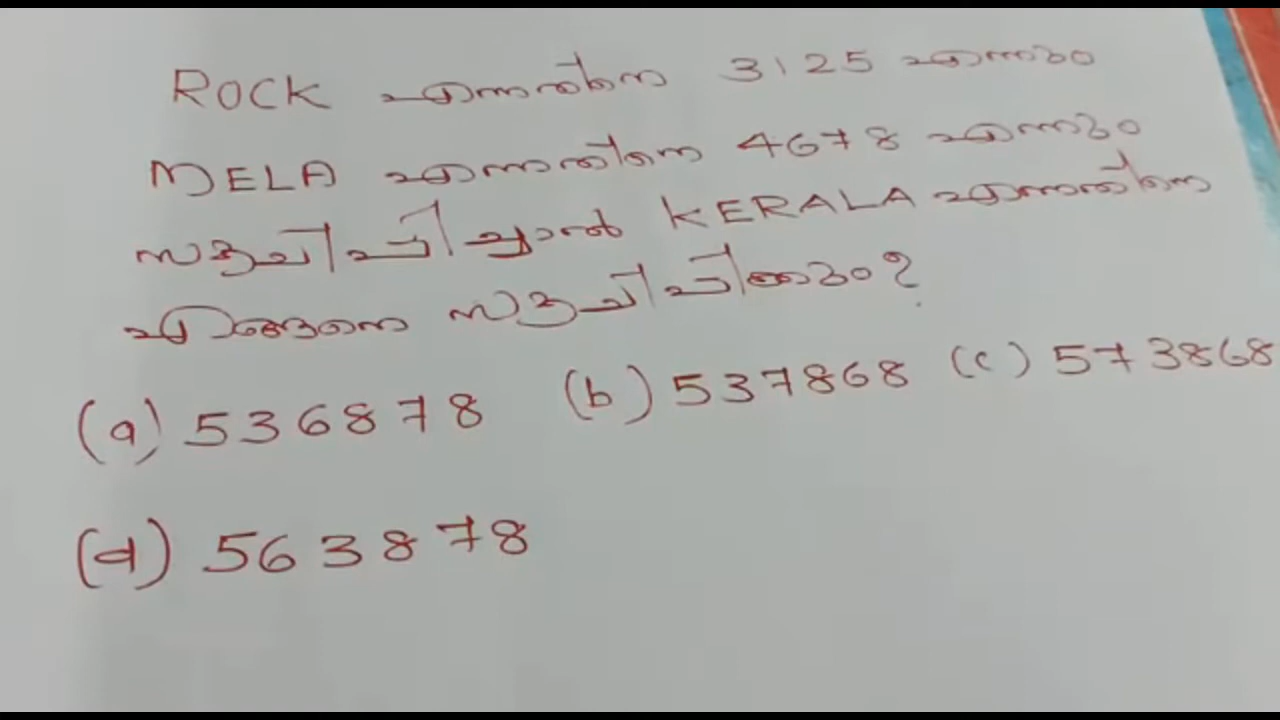 ROCK എന്നതിനെ 3125 എന്നും
MELA എന്നതിനെ 4678 എന്നും
സൂചിപ്പിച്ചാൽ KERALA എന്നതിനെ
എങ്ങനെ സൂചിപ്പിക്കാം?
(a) 536878 (b) 537868 (c) 573868
(d) 563878